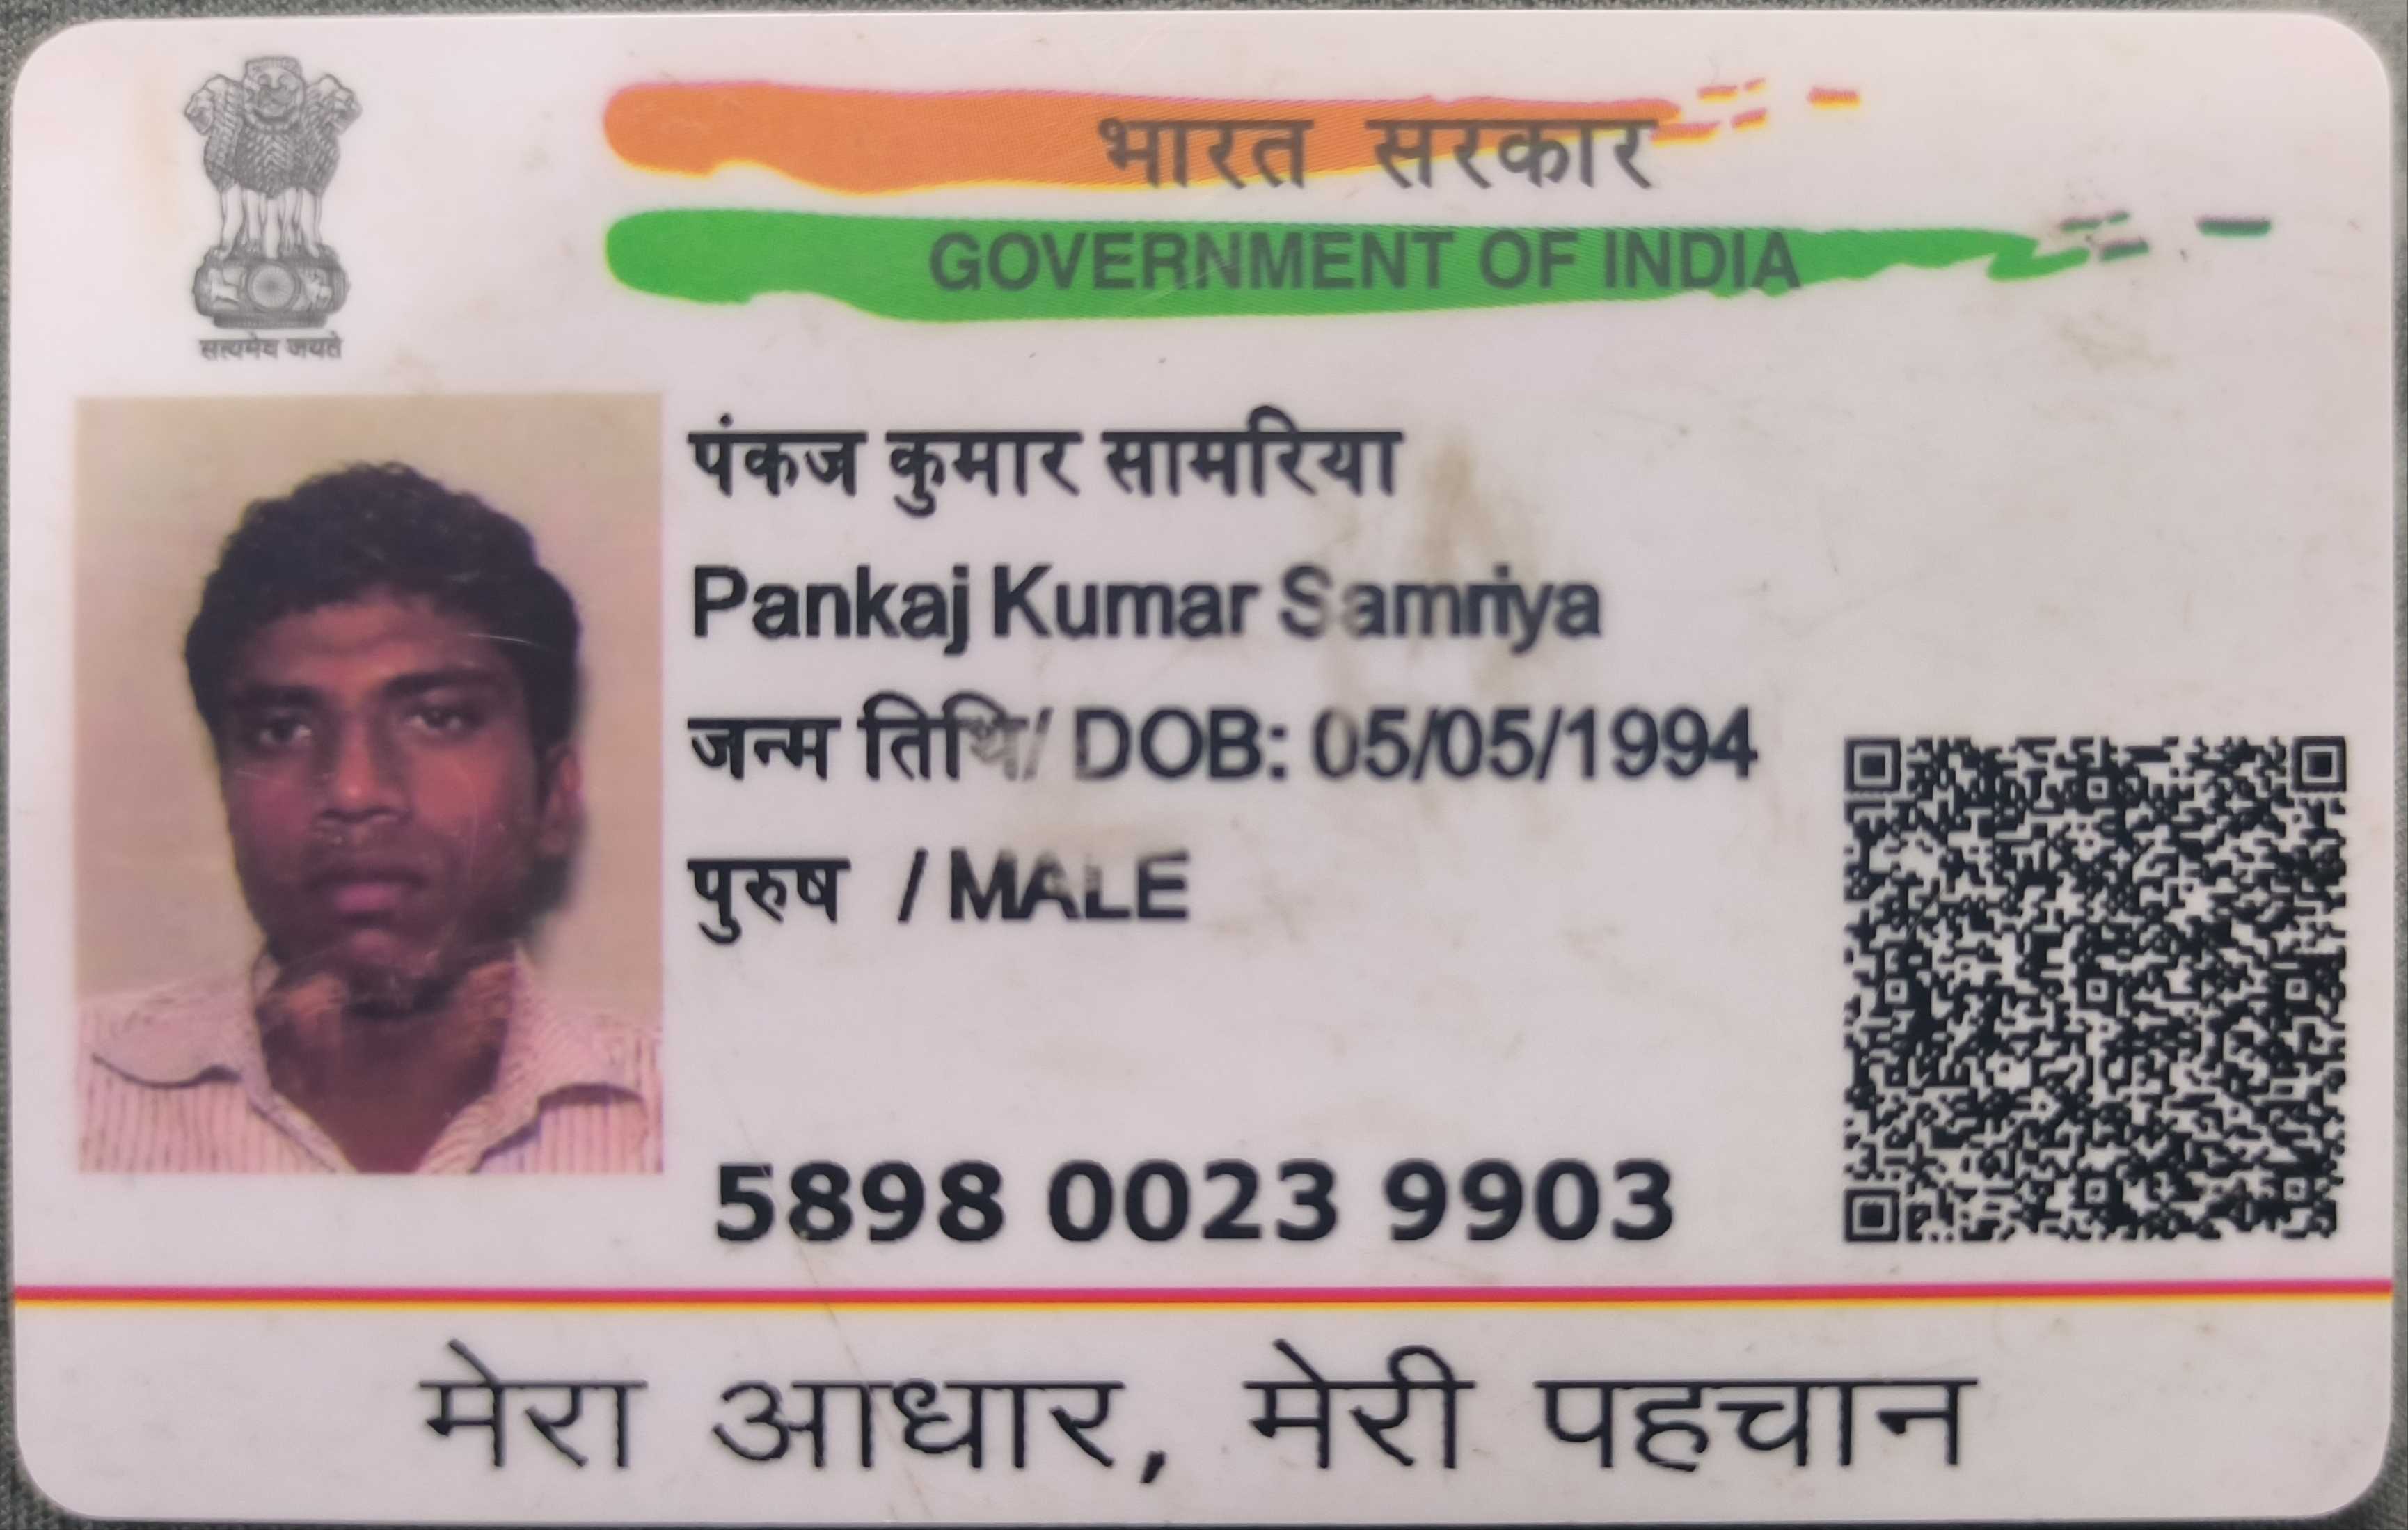 सत्यमेव जयते
भारत सरकार
GOVERNMENT OF INDIA
पंकज कुमार सामरिया
Pankaj Kumar Samriya
जन्म तिथि/ DOB: 05/05/1994
पुरुष / MALE
5898 0023 9903
मेरा आधार, मेरी पहचान